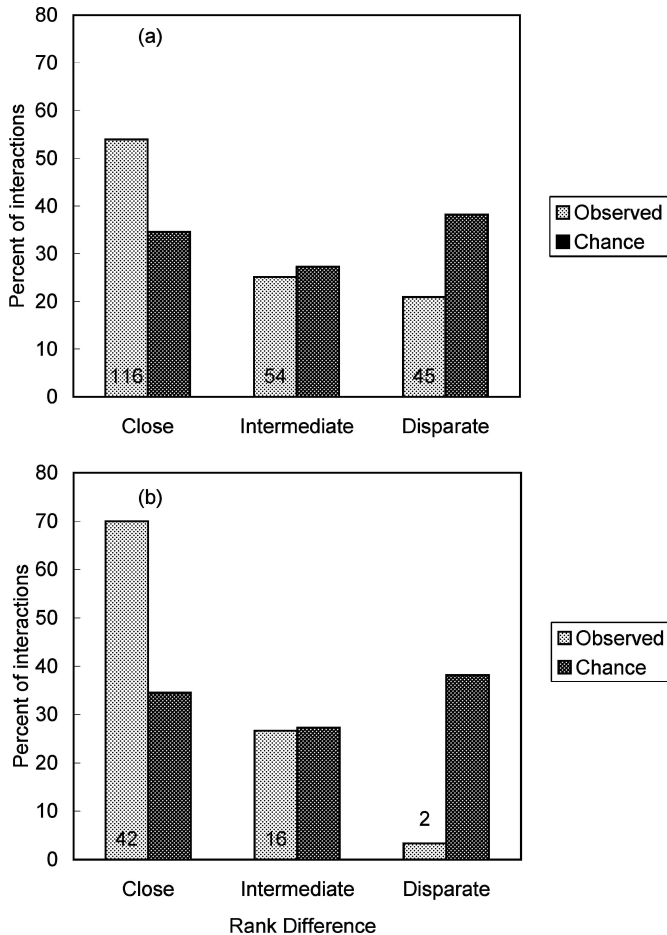 80
(a)
70
60
50
40
30
20
10
0
Percent of interactions
116
54
45
Close Intermediate Disparate
Observed
Chance
80
(b)
70
60
50
40
30
20
10
0
Percent of interactions
42
16
2
Close Intermediate Disparate
Rank Difference
Observed
Chance